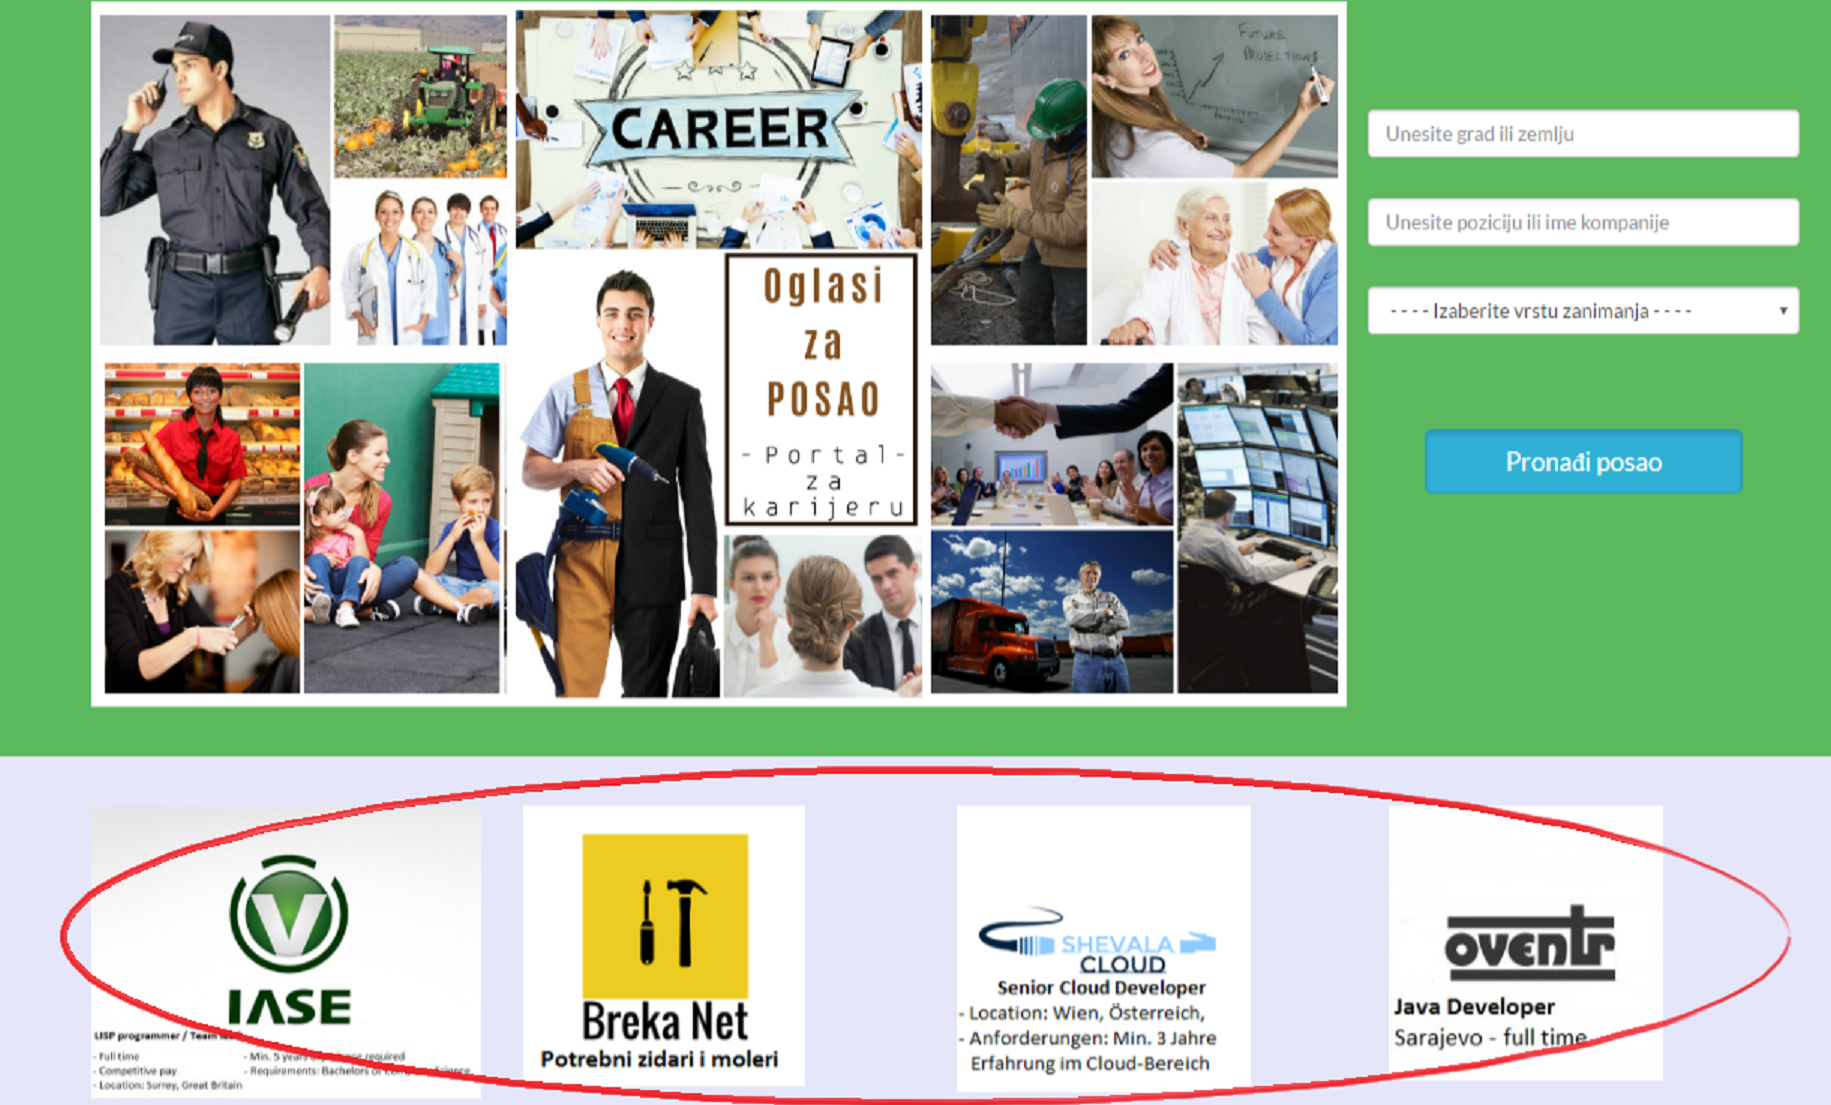 CAREER
FUTURE
PROJECTIONS
Oglasi
za
POSAO
- Portal -
za
karijeru
Unesite grad ili zemlju
Unesite poziciju ili ime kompanije
- - - - Izaberite vrstu zanimanja - - - -
Pronađi posao
V
IASE
LISP programmer / Team
- Full time
- Competitive pay
- Location: Surrey, Great Britain
- Min. 5 years required
- Requirements: Bachelors of
Breka Net
Potrebni zidari i moleri
SHEVALA
CLOUD
Senior Cloud Developer
- Location: Wien, Österreich,
- Anforderungen: Min. 3 Jahre
Erfahrung im Cloud-Bereich
oventr
Java Developer
Sarajevo - full time